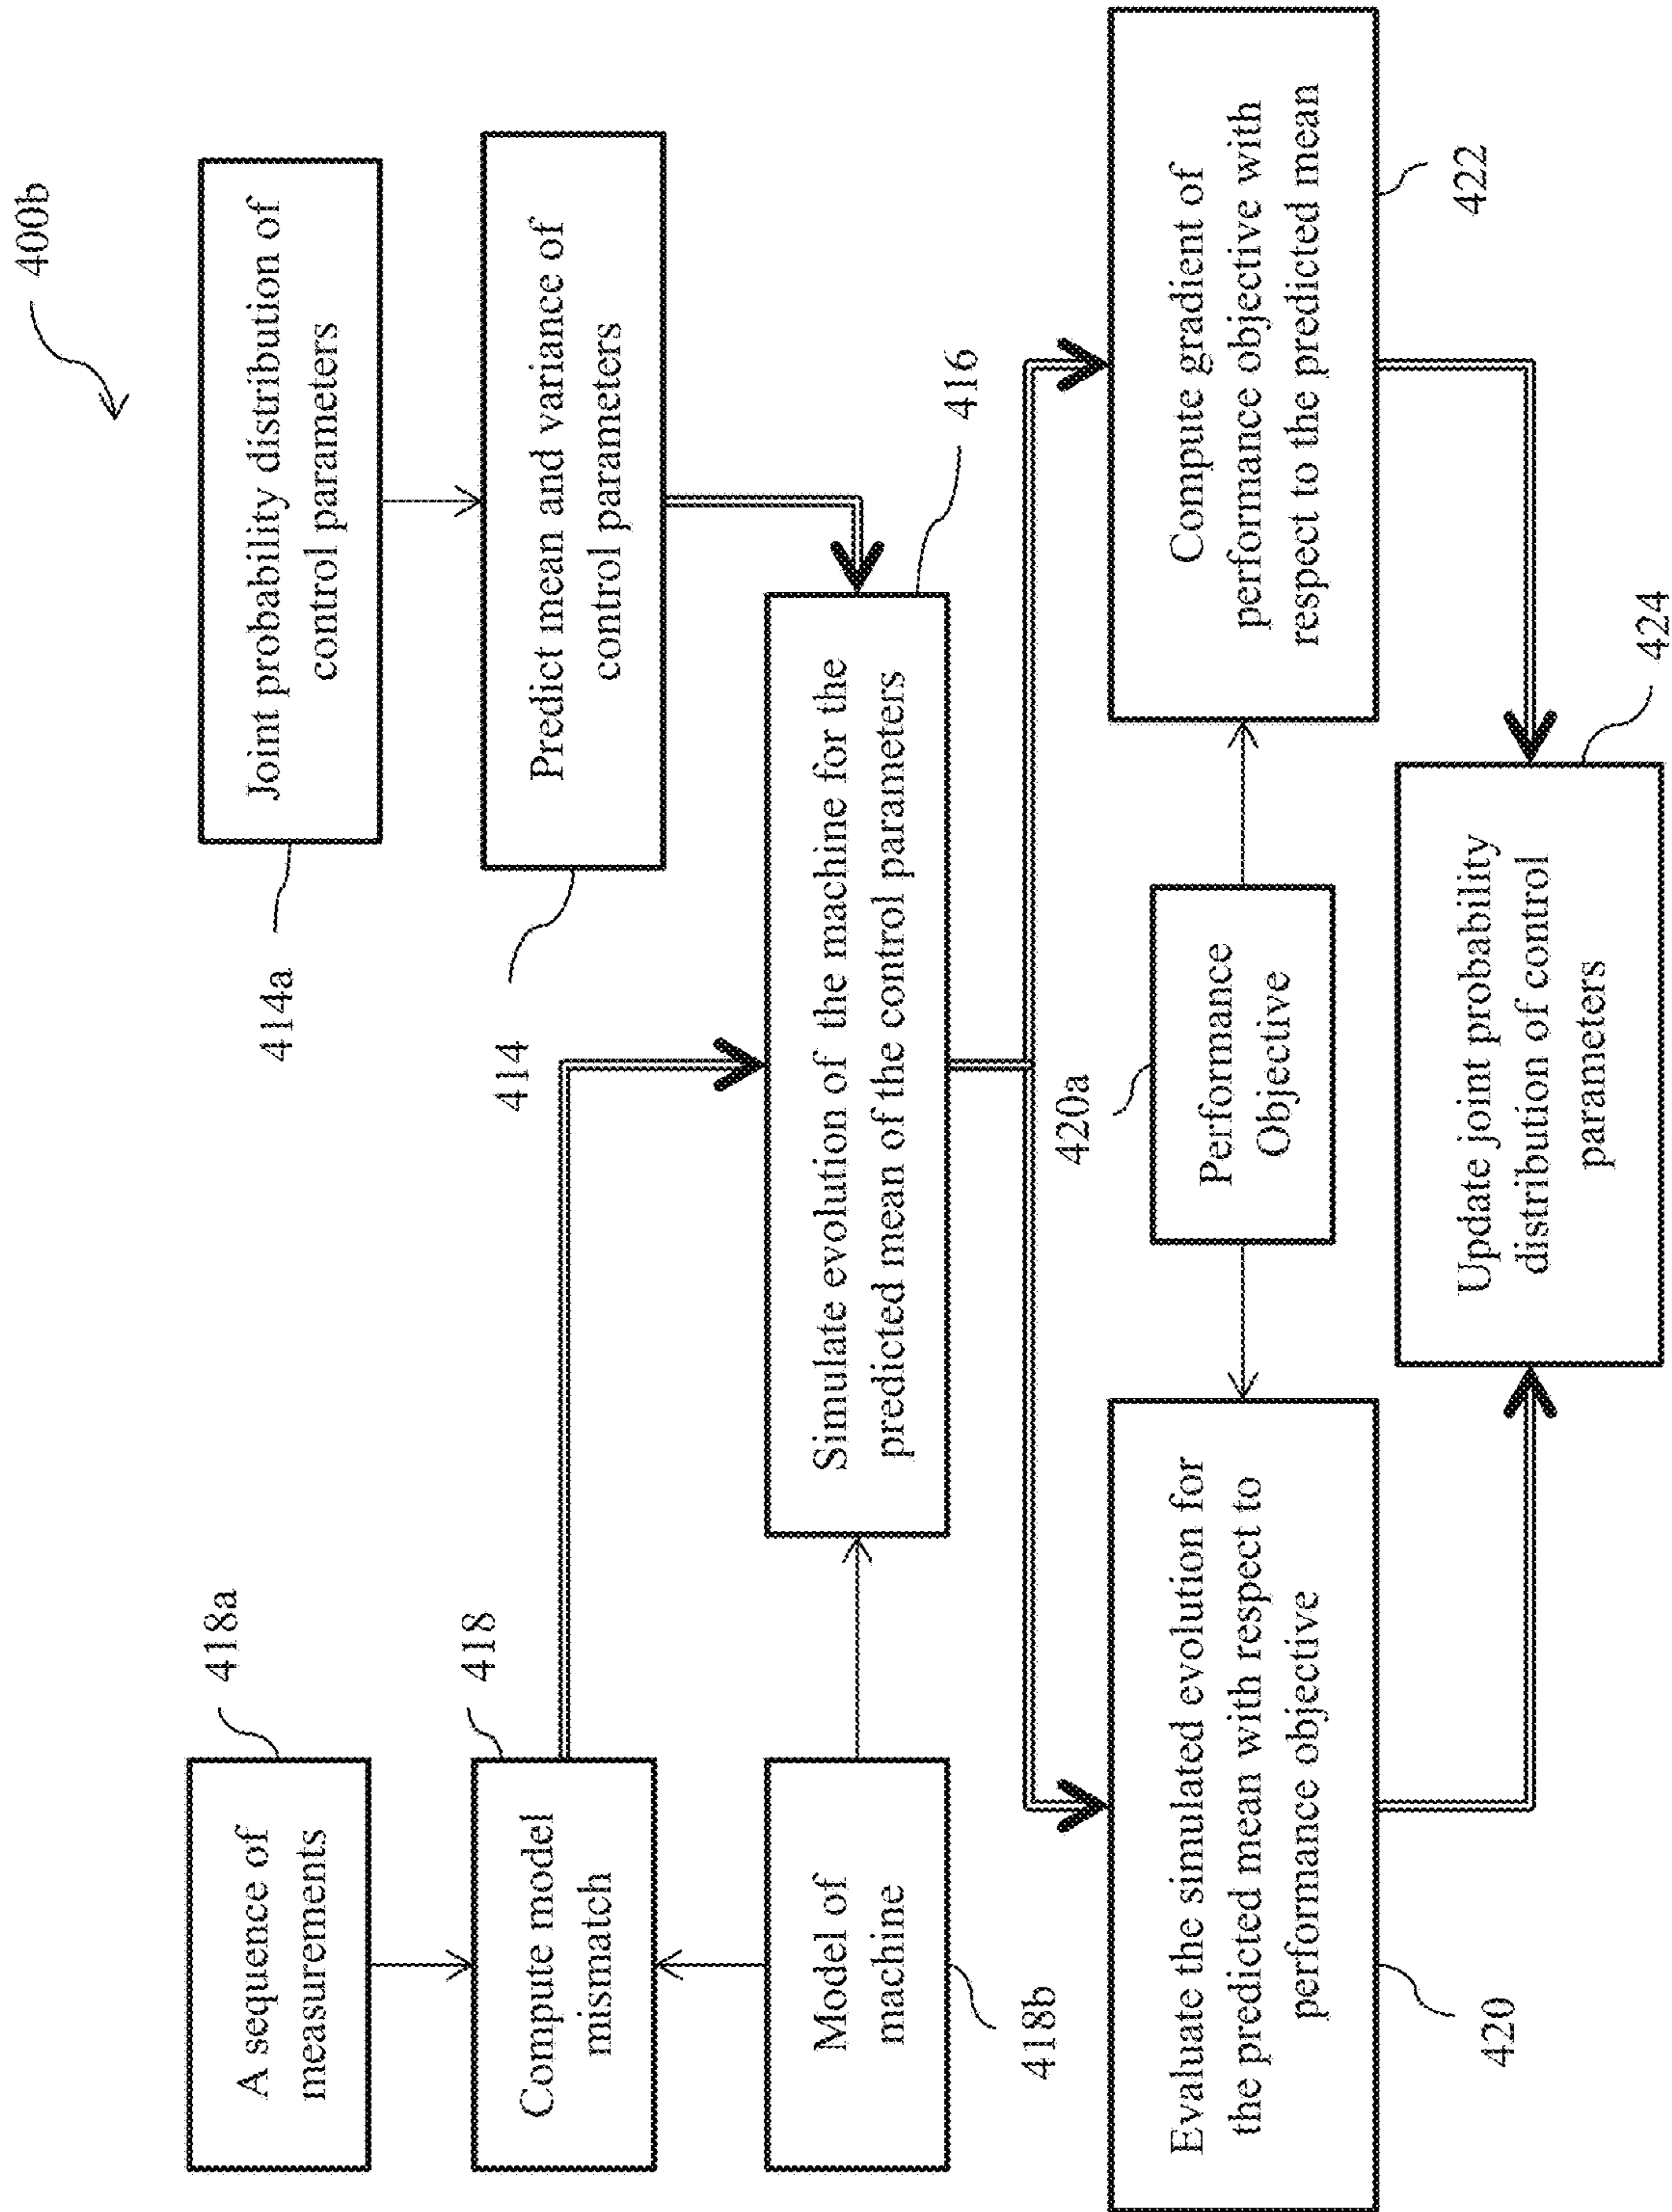 400b
A sequence of
measurements
418a
Compute model
mismatch
418
Model of
machine
418b
Joint probability distribution of
control parameters
414a
Predict mean and variance of
control parameters
414
Simulate evolution of the machine for the
predicted mean of the control parameters
416
Evaluate the simulated evolution for
the predicted mean with respect to
performance objective
420
Performance
Objective
420a
Compute gradient of
performance objective with
respect to the predicted mean
422
Update joint probability
distribution of control
parameters
424